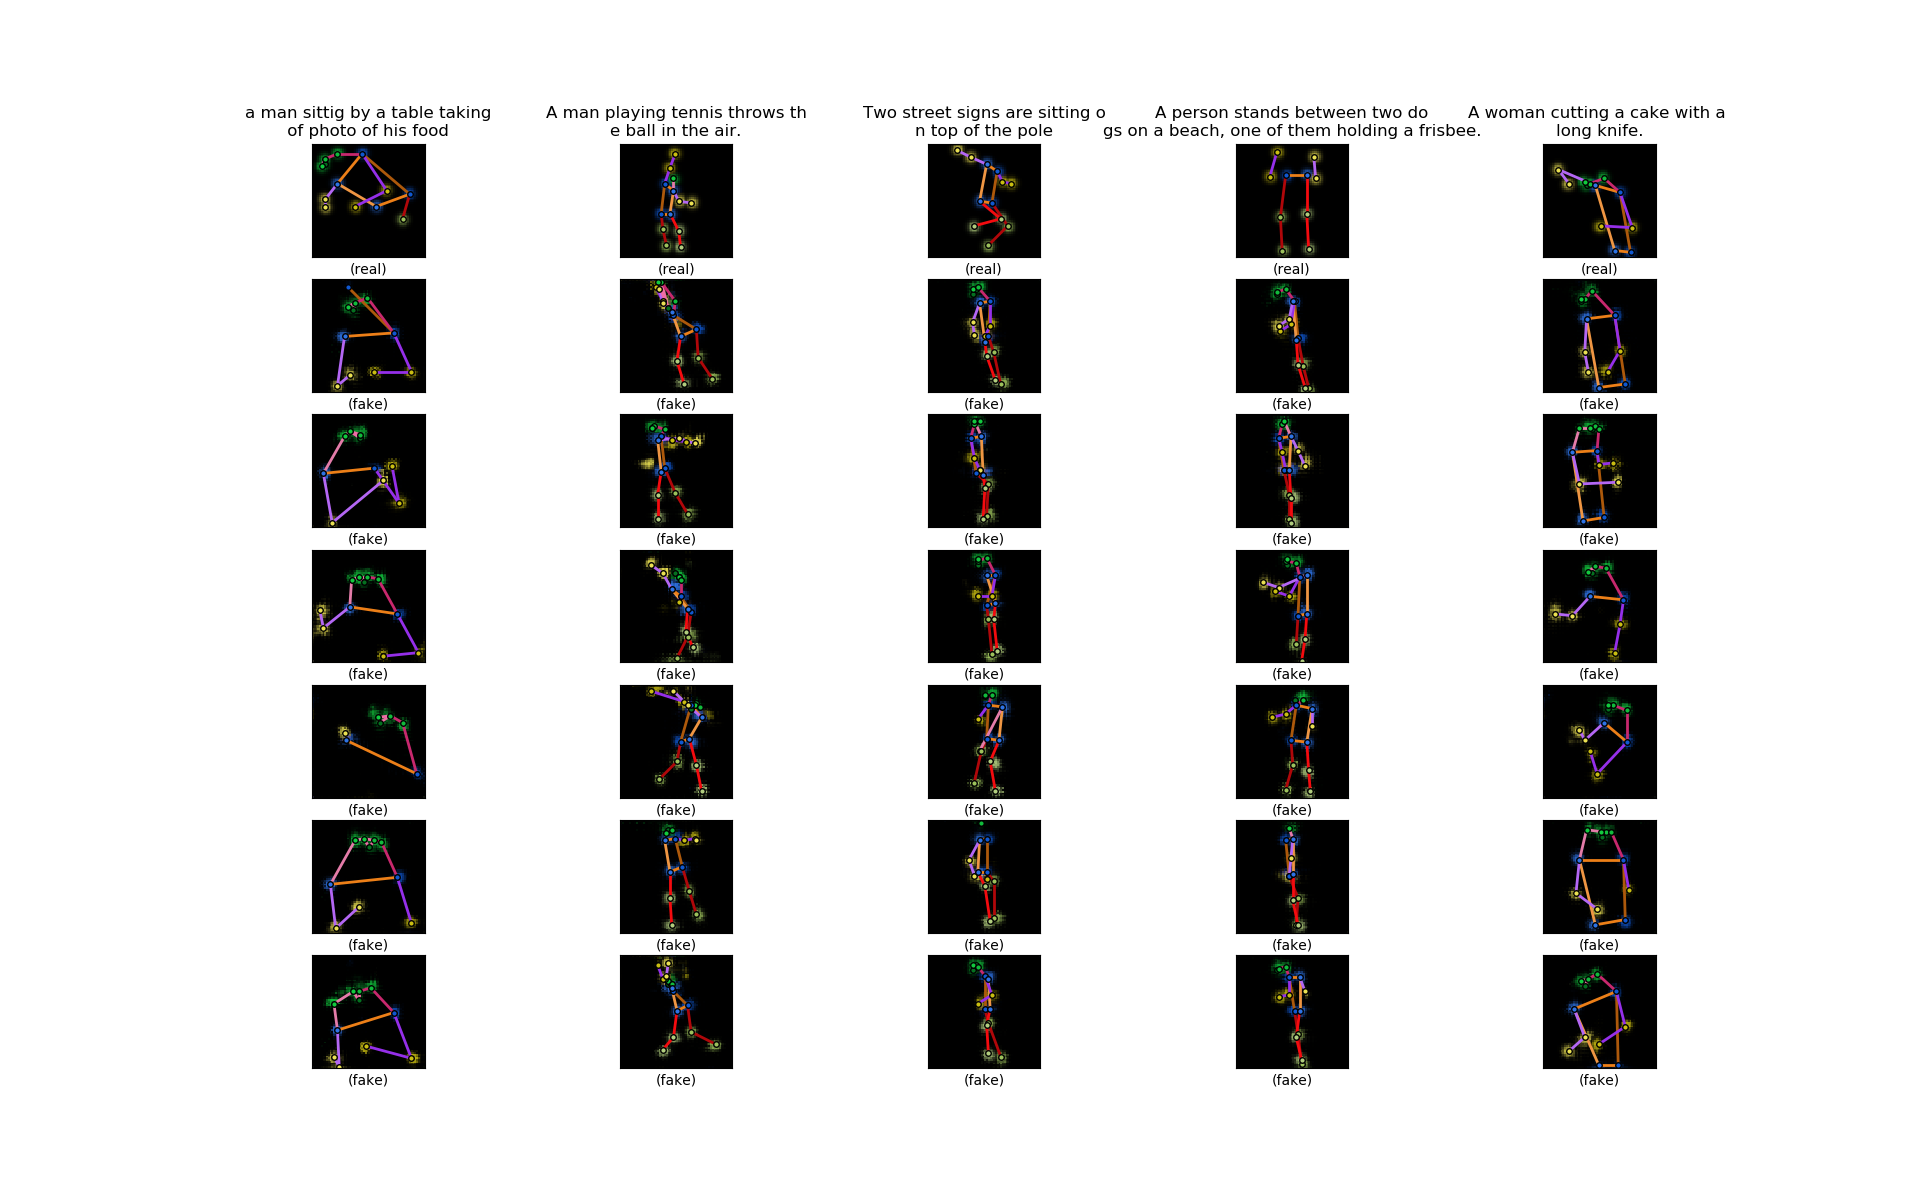 a man sittig by a table taking
of photo of his food
A man playing tennis throws th
e ball in the air.
Two street signs are sitting o
n top of the pole
A person stands between two do
gs on a beach, one of them holding a frisbee.
A woman cutting a cake with a
long knife.
(real) (real) (real) (real) (real)
(fake) (fake) (fake) (fake) (fake)
(fake) (fake) (fake) (fake) (fake)
(fake) (fake) (fake) (fake) (fake)
(fake) (fake) (fake) (fake) (fake)
(fake) (fake) (fake) (fake) (fake)
(fake) (fake) (fake) (fake) (fake)